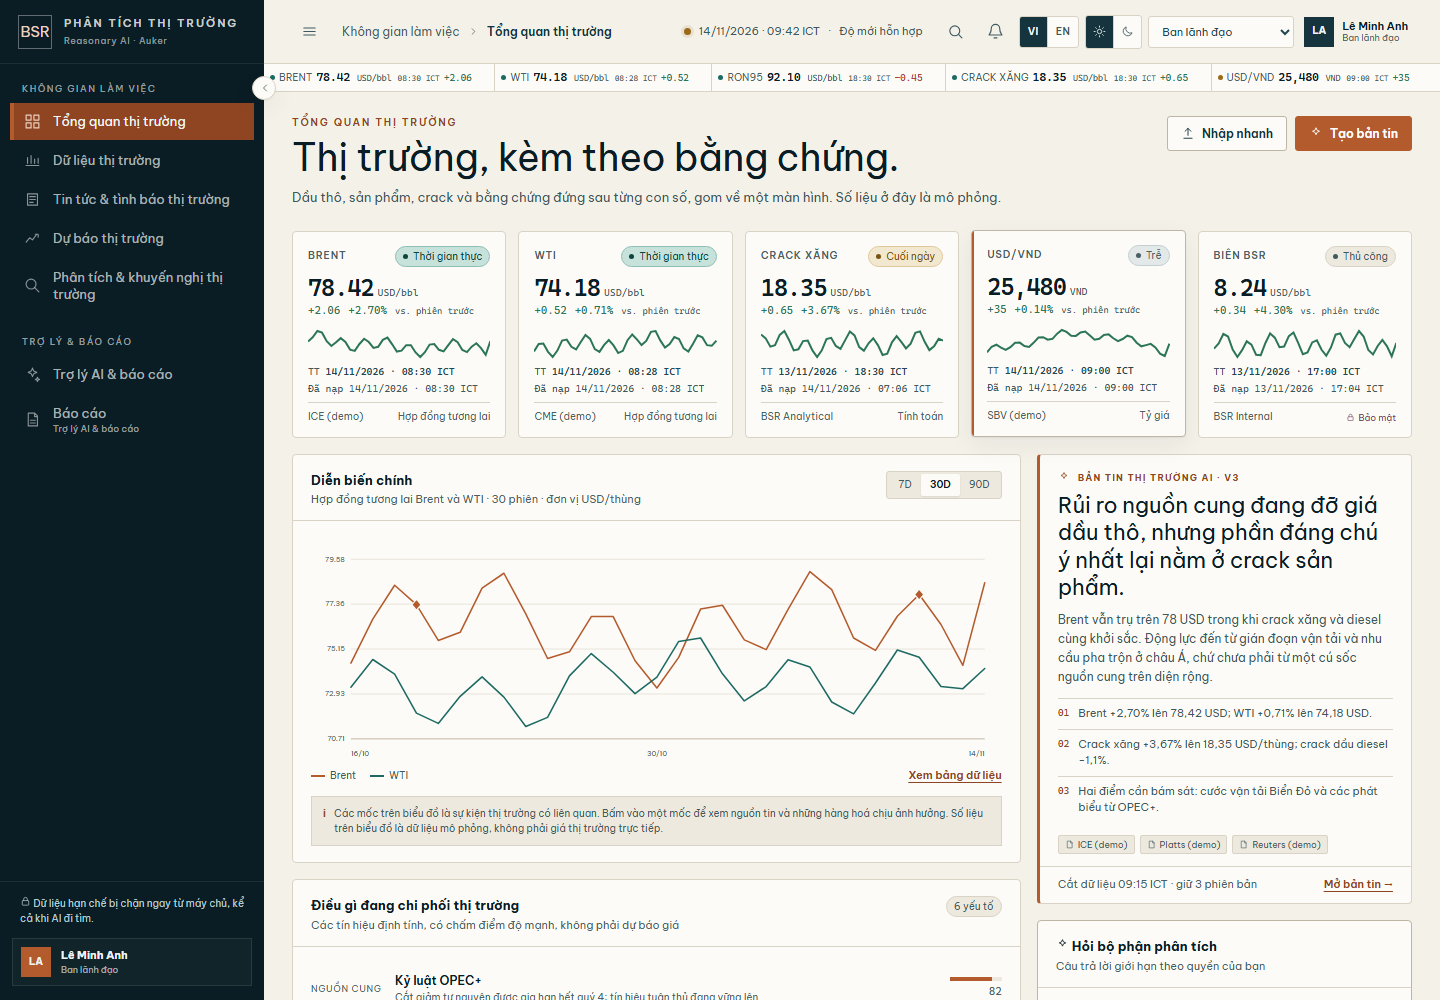 BSR
PHÂN TÍCH THỊ TRƯỜNG
Reasonary AI · Auker
KHÔNG GIAN LÀM VIỆC
Tổng quan thị trường
Dữ liệu thị trường
Tin tức & tình báo thị trường
Dự báo thị trường
Phân tích & khuyến nghị thị
trường
TRỢ LÝ & BÁO CÁO
Trợ lý AI & báo cáo
Báo cáo
Trợ lý AI & báo cáo
Dữ liệu hạn chế bị chặn ngay từ máy chủ, kể
cả khi AI đi tìm.
LA
Lê Minh Anh
Ban lãnh đạo
Không gian làm việc › Tổng quan thị trường
14/11/2026 · 09:42 ICT · Độ mới hỗn hợp
VI EN
Ban lãnh đạo
LA
Lê Minh Anh
Ban lãnh đạo
BRENT 78.42 USD/bbl 08:30 ICT +2.06
WTI 74.18 USD/bbl 08:28 ICT +0.52
RON95 92.10 USD/bbl 18:30 ICT −0.45
CRACK XĂNG 18.35 USD/bbl 18:30 ICT +0.65
USD/VND 25,480 VND 09:00 ICT +35
TỔNG QUAN THỊ TRƯỜNG
Thị trường, kèm theo bằng chứng.
Dầu thô, sản phẩm, crack và bằng chứng đứng sau từng con số, gom về một màn hình. Số liệu ở đây là mô phỏng.
Nhập nhanh
Tạo bản tin
BRENT
Thời gian thực
78.42 USD/bbl
+2.06 +2.70% vs. phiên trước
TT 14/11/2026 · 08:30 ICT
Đã nạp 14/11/2026 · 08:30 ICT
ICE (demo) Hợp đồng tương lai
WTI
Thời gian thực
74.18 USD/bbl
+0.52 +0.71% vs. phiên trước
TT 14/11/2026 · 08:28 ICT
Đã nạp 14/11/2026 · 08:28 ICT
CME (demo) Hợp đồng tương lai
CRACK XĂNG
Cuối ngày
18.35 USD/bbl
+0.65 +3.67% vs. phiên trước
TT 13/11/2026 · 18:30 ICT
Đã nạp 14/11/2026 · 07:06 ICT
BSR Analytical Tính toán
USD/VND
Trễ
25,480 VND
+35 +0.14% vs. phiên trước
TT 14/11/2026 · 09:00 ICT
Đã nạp 14/11/2026 · 09:00 ICT
SBV (demo) Tỷ giá
BIÊN BSR
Thủ công
8.24 USD/bbl
+0.34 +4.30% vs. phiên trước
TT 13/11/2026 · 17:00 ICT
Đã nạp 13/11/2026 · 17:04 ICT
BSR Internal Bảo mật
Diễn biến chính
Hợp đồng tương lai Brent và WTI · 30 phiên · đơn vị USD/thùng
7D 30D 90D
79.58
77.36
75.15
72.93
70.71
16/10 30/10 14/11
Brent WTI
Xem bảng dữ liệu
i Các mốc trên biểu đồ là sự kiện thị trường có liên quan. Bấm vào một mốc để xem nguồn tin và những hàng hoá chịu ảnh hưởng. Số liệu
trên biểu đồ là dữ liệu mô phỏng, không phải giá thị trường trực tiếp.
Điều gì đang chi phối thị trường
Các tín hiệu định tính, có chấm điểm độ mạnh, không phải dự báo giá
6 yếu tố
NGUỒN CUNG
Kỷ luật OPEC+
Cắt giảm tự nguyện được gia hạn hết quý 4; tín hiệu tuân thủ đang vững lên
82
BẢN TIN THỊ TRƯỜNG AI · V3
Rủi ro nguồn cung đang đỡ giá
dầu thô, nhưng phần đáng chú
ý nhất lại nằm ở crack sản
phẩm.
Brent vẫn trụ trên 78 USD trong khi crack xăng và diesel
cùng khởi sắc. Động lực đến từ gián đoạn vận tải và nhu
cầu pha trộn ở châu Á, chứ chưa phải từ một cú sốc
nguồn cung trên diện rộng.
01 Brent +2,70% lên 78,42 USD; WTI +0,71% lên 74,18 USD.
02 Crack xăng +3,67% lên 18,35 USD/thùng; crack dầu diesel
−1,1%.
03 Hai điểm cần bám sát: cước vận tải Biển Đỏ và các phát
biểu từ OPEC+.
ICE (demo) Platts (demo) Reuters (demo)
Cắt dữ liệu 09:15 ICT · giữ 3 phiên bản
Mở bản tin →
Hỏi bộ phận phân tích
Câu trả lời giới hạn theo quyền của bạn